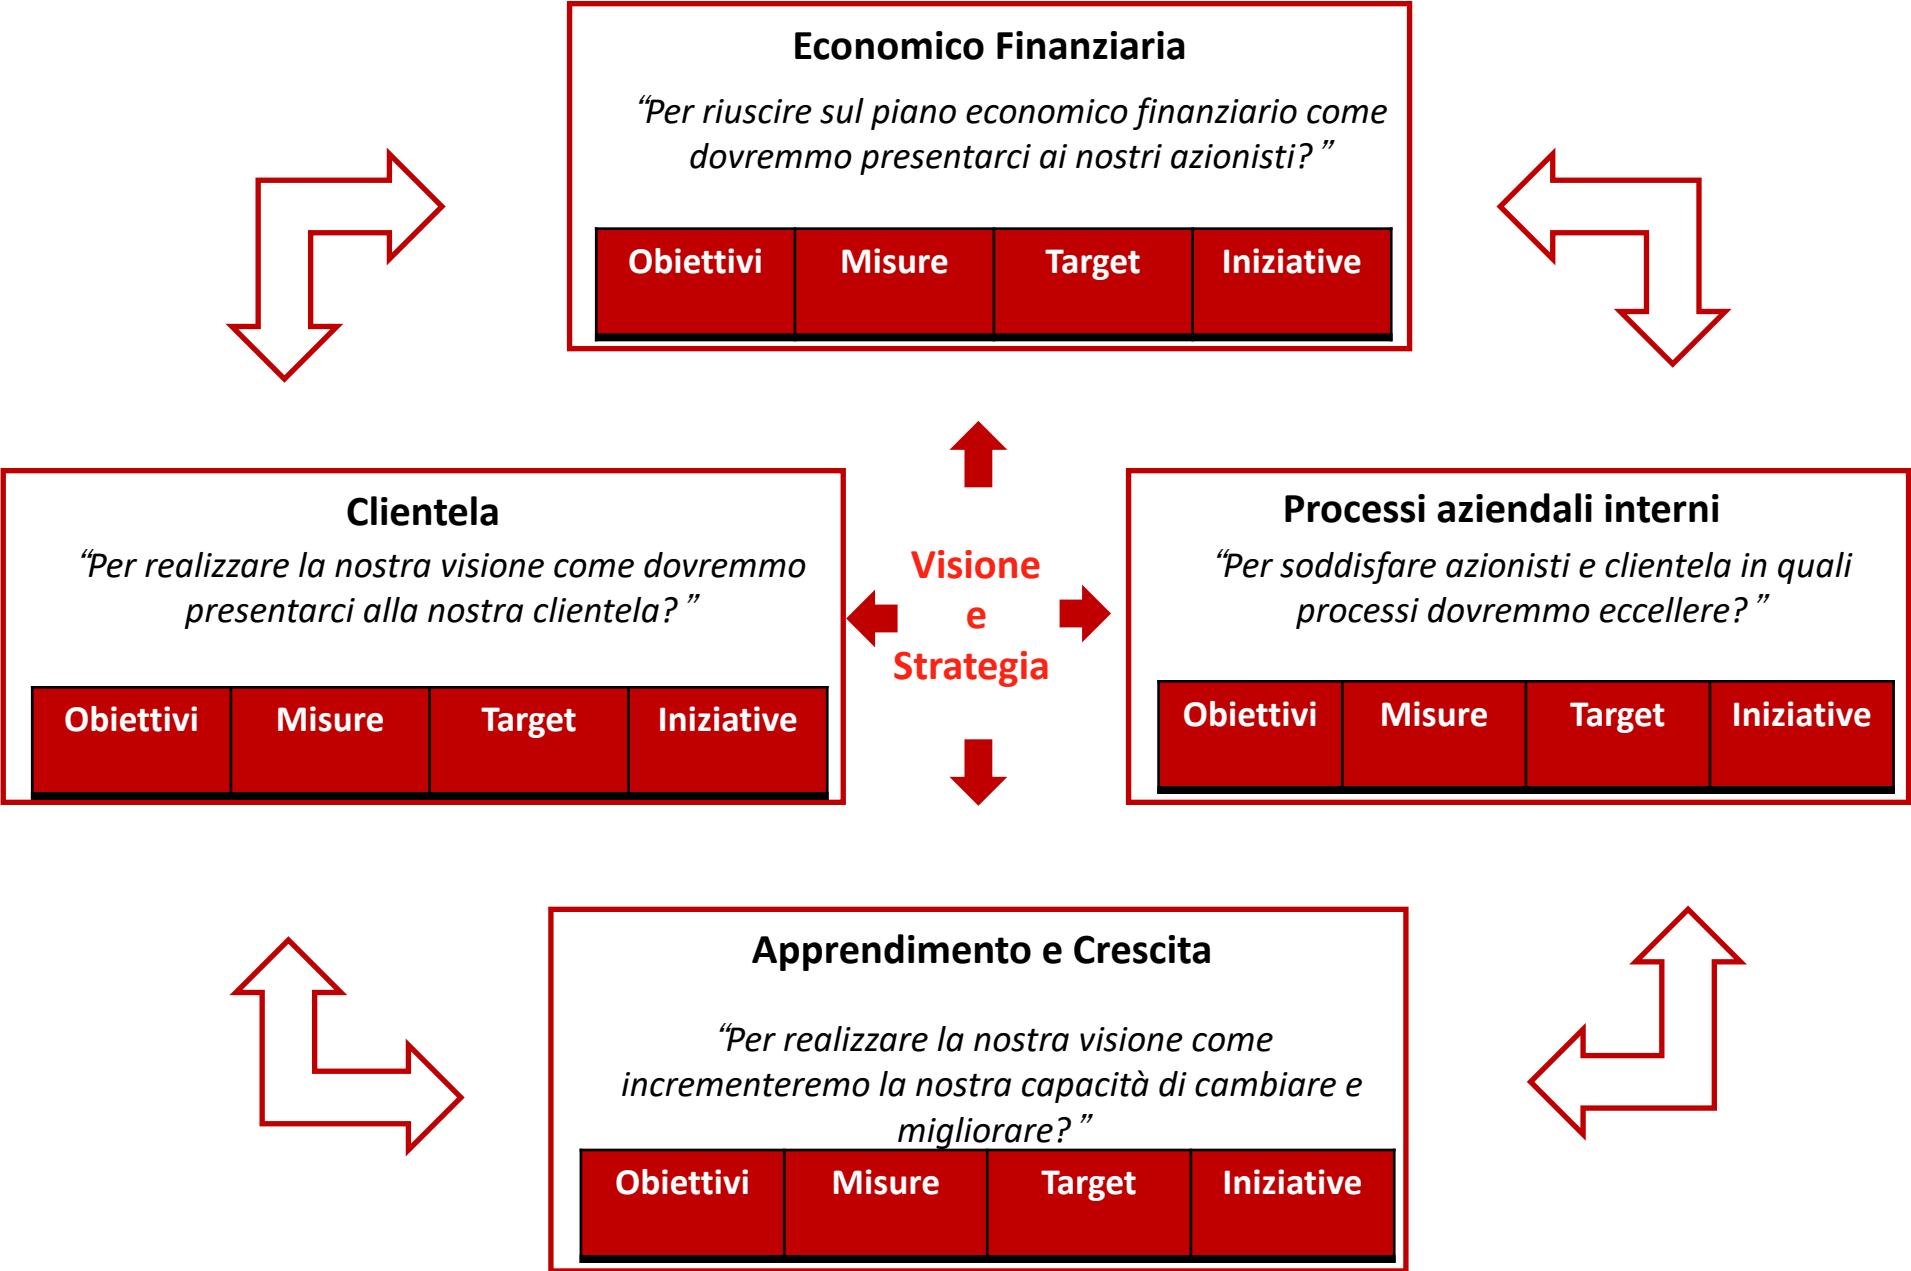 Economico Finanziaria
“Per riuscire sul piano economico finanziario come
dovremmo presentarci ai nostri azionisti?”
Obiettivi Misure Target Iniziative
Clientela
“Per realizzare la nostra visione come dovremmo
presentarci alla nostra clientela?”
Obiettivi Misure Target Iniziative
Visione
e
Strategia
Processi aziendali interni
“Per soddisfare azionisti e clientela in quali
processi dovremmo eccellere?”
Obiettivi Misure Target Iniziative
Apprendimento e Crescita
“Per realizzare la nostra visione come
incrementeremo la nostra capacità di cambiare e
migliorare?”
Obiettivi Misure Target Iniziative